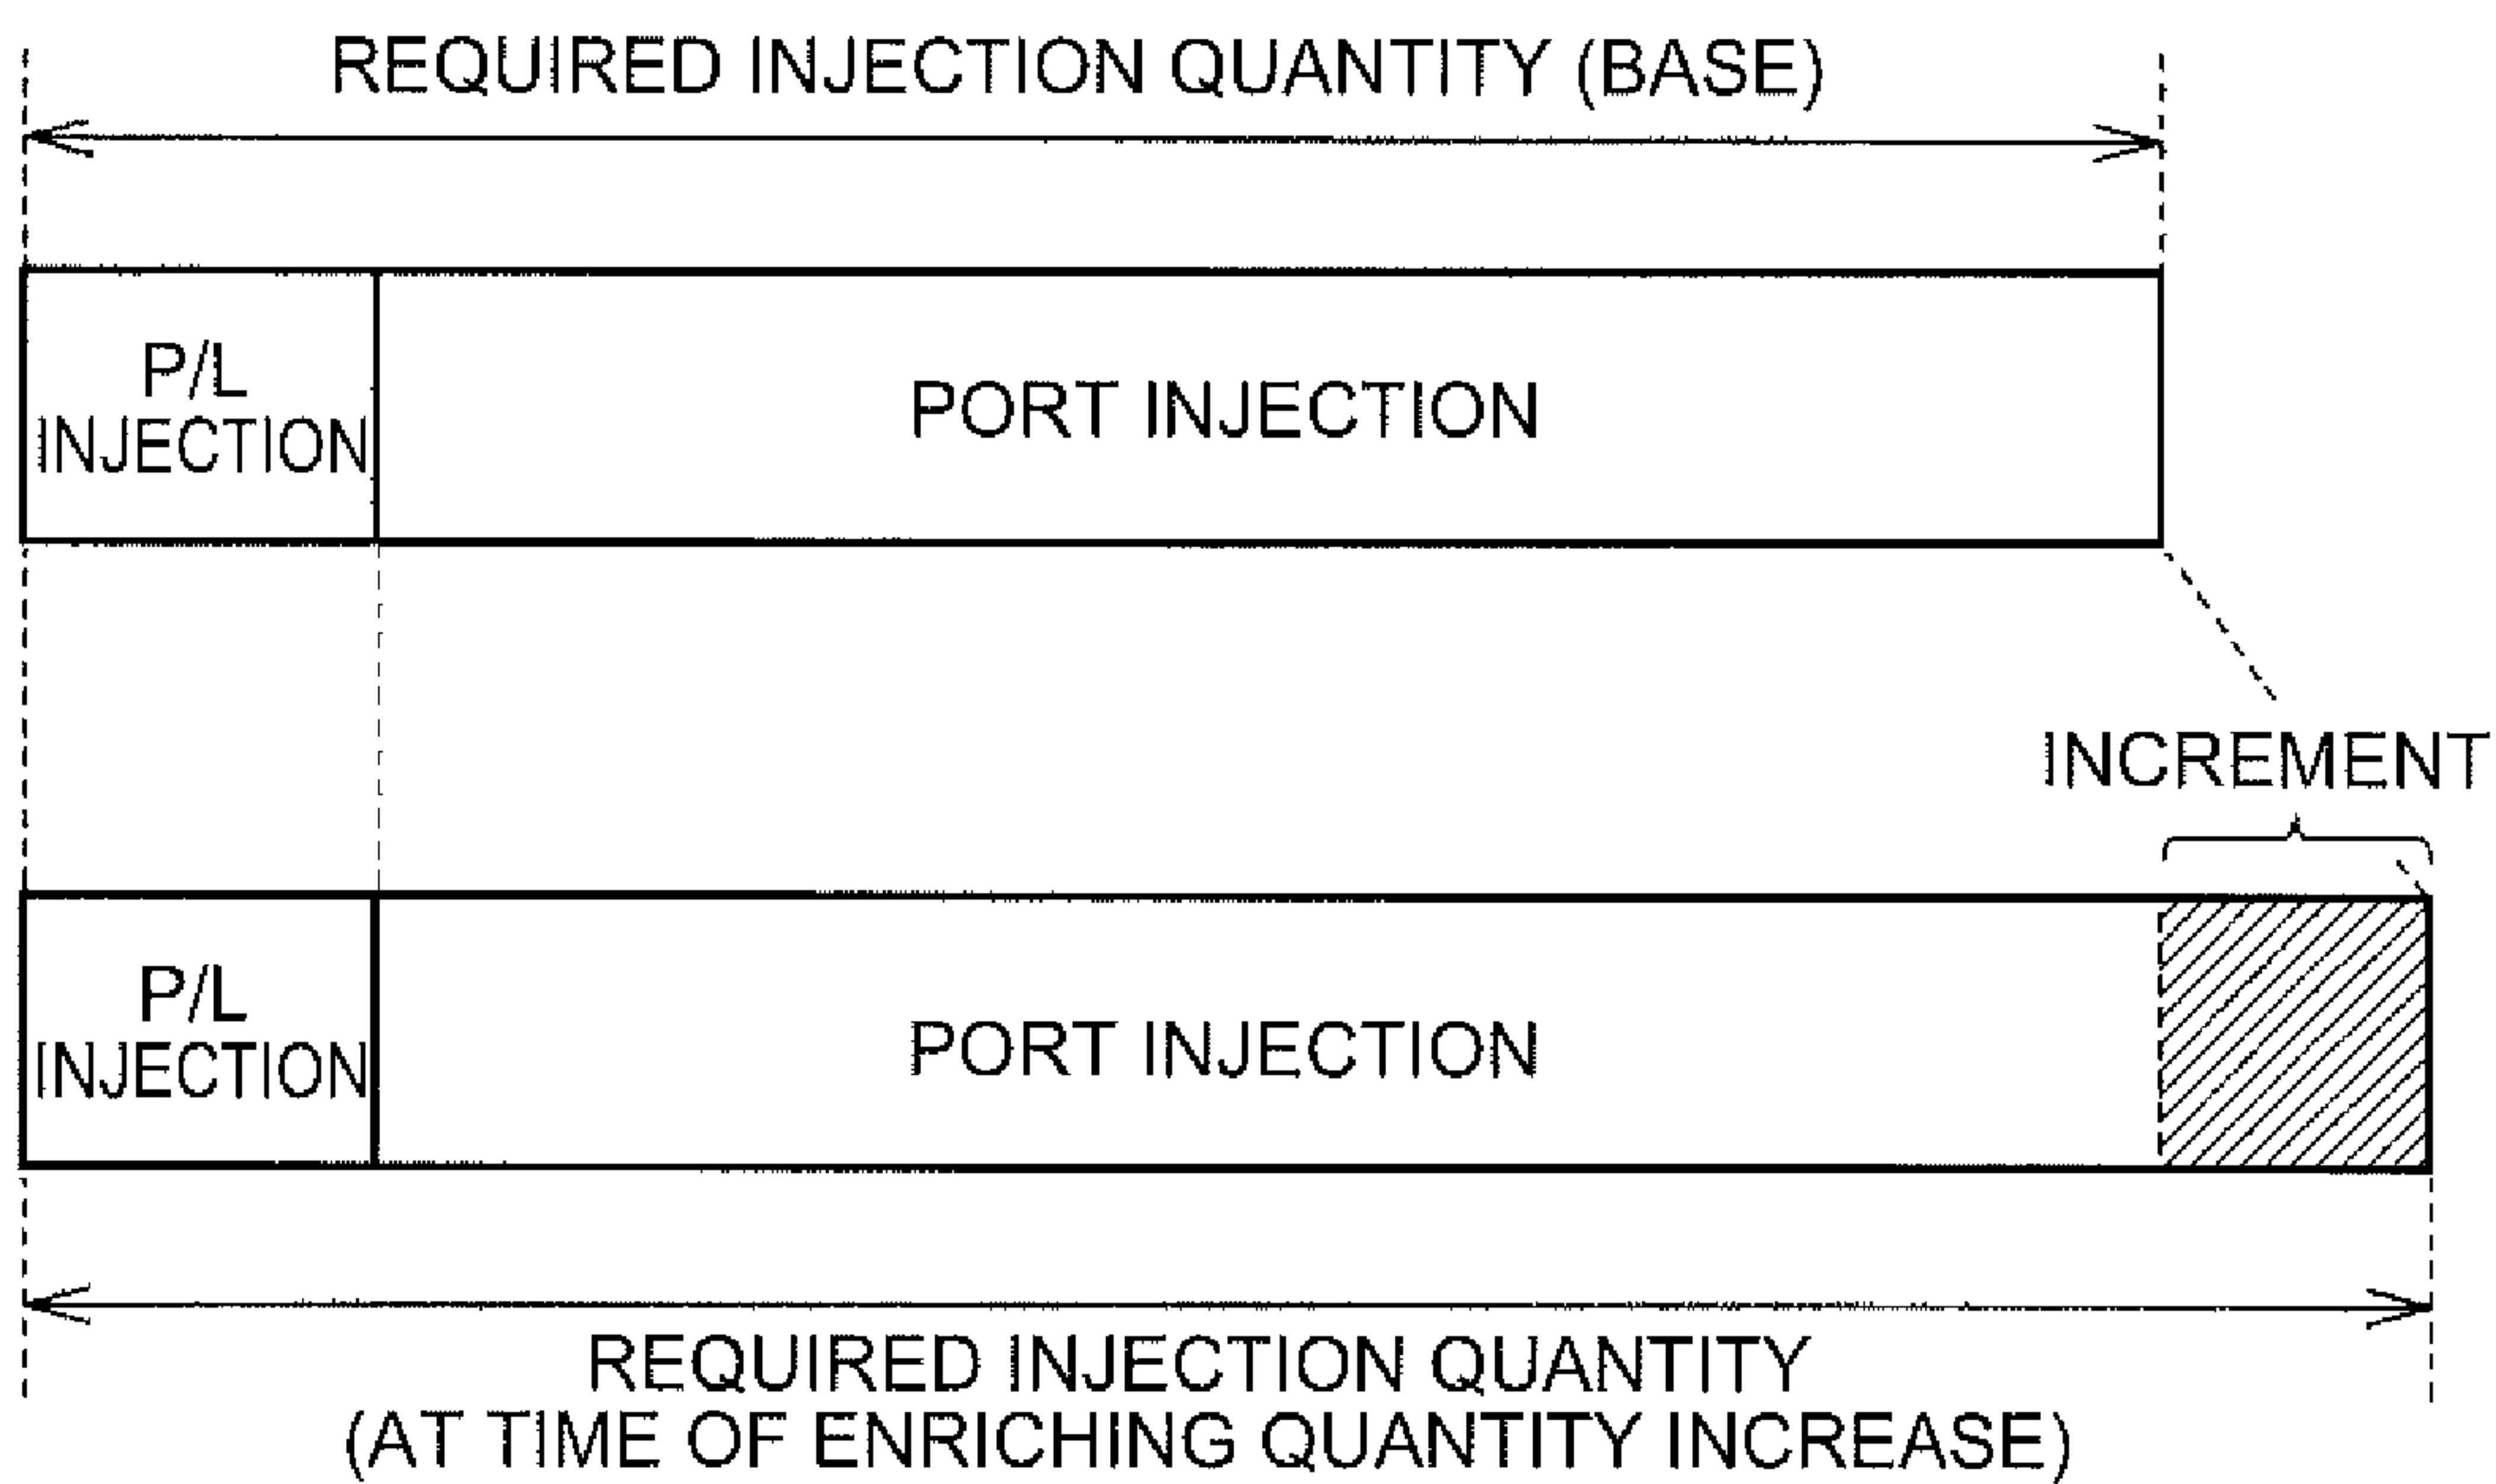 REQUIRED INJECTION QUANTITY (BASE)
P/L
INJECTION
PORT INJECTION
INCREMENT
P/L
INJECTION
PORT INJECTION
REQUIRED INJECTION QUANTITY
(AT TIME OF ENRICHING QUANTITY INCREASE)